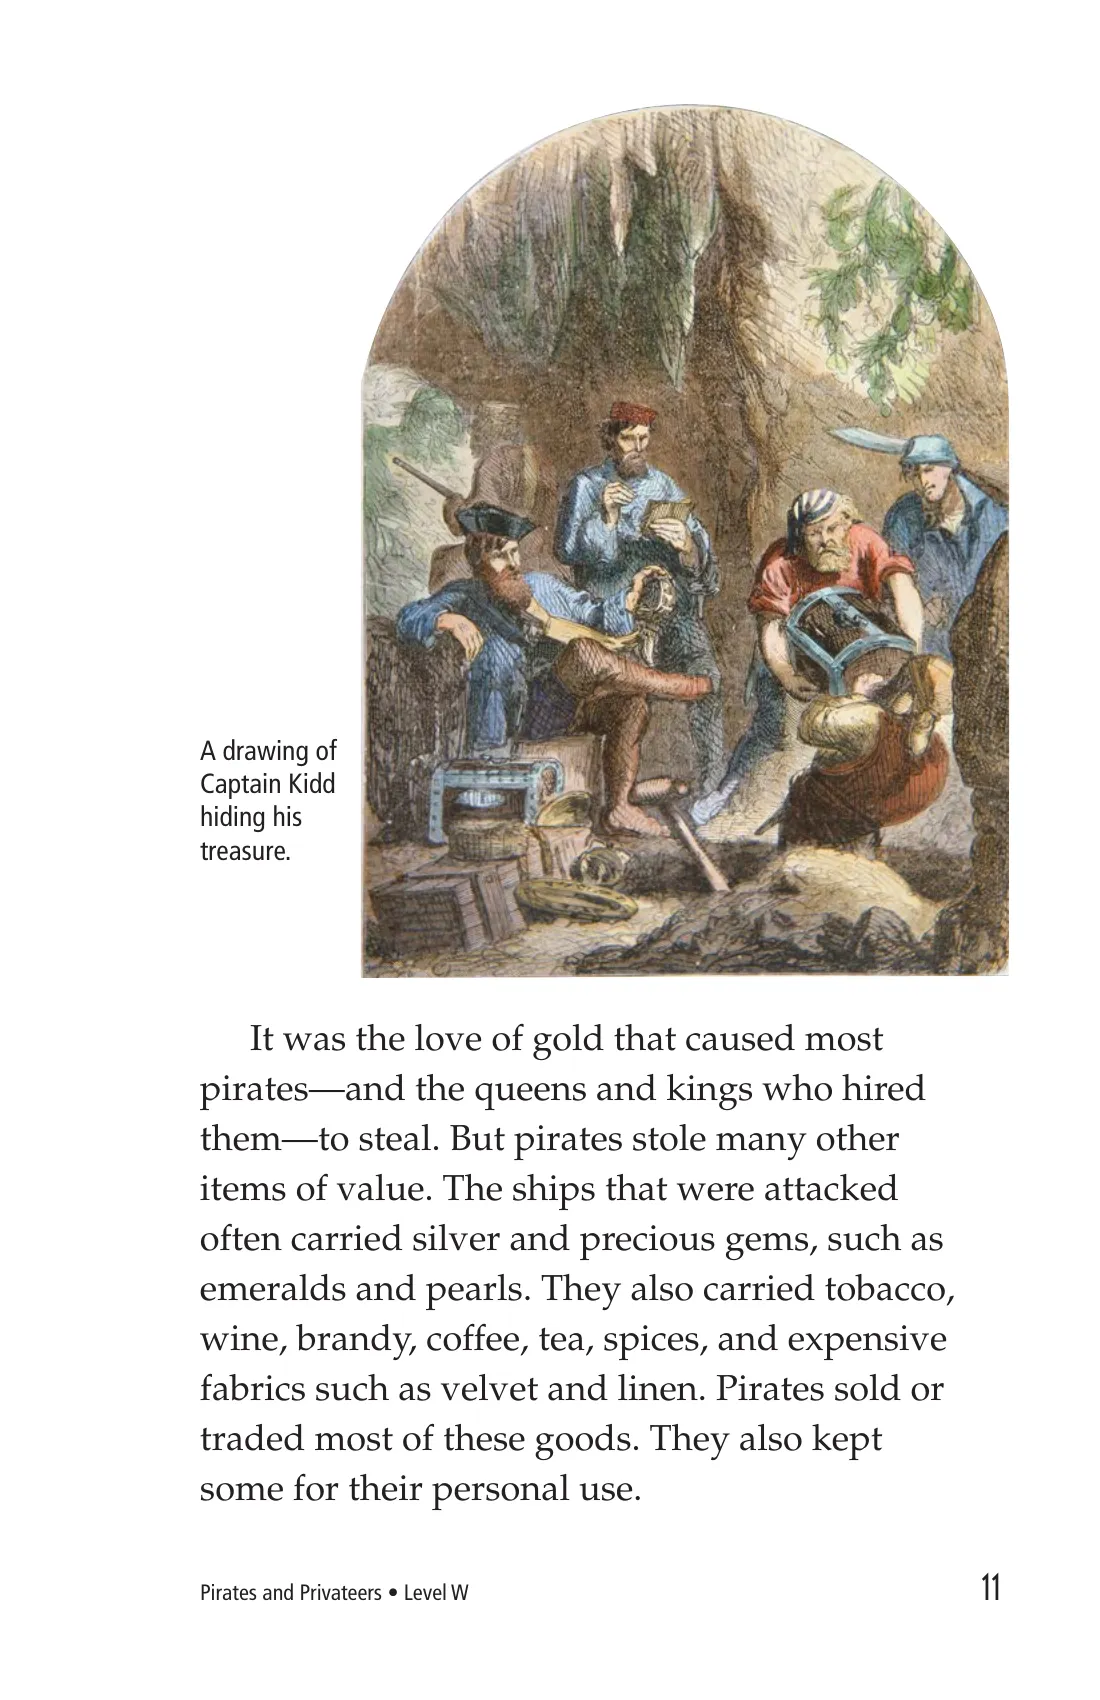 A drawing of
Captain Kidd
hiding his
treasure.
It was the love of gold that caused most
pirates—and the queens and kings who hired
them—to steal. But pirates stole many other
items of value. The ships that were attacked
often carried silver and precious gems, such as
emeralds and pearls. They also carried tobacco,
wine, brandy, coffee, tea, spices, and expensive
fabrics such as velvet and linen. Pirates sold or
traded most of these goods. They also kept
some for their personal use.
Pirates and Privateers • Level W 11